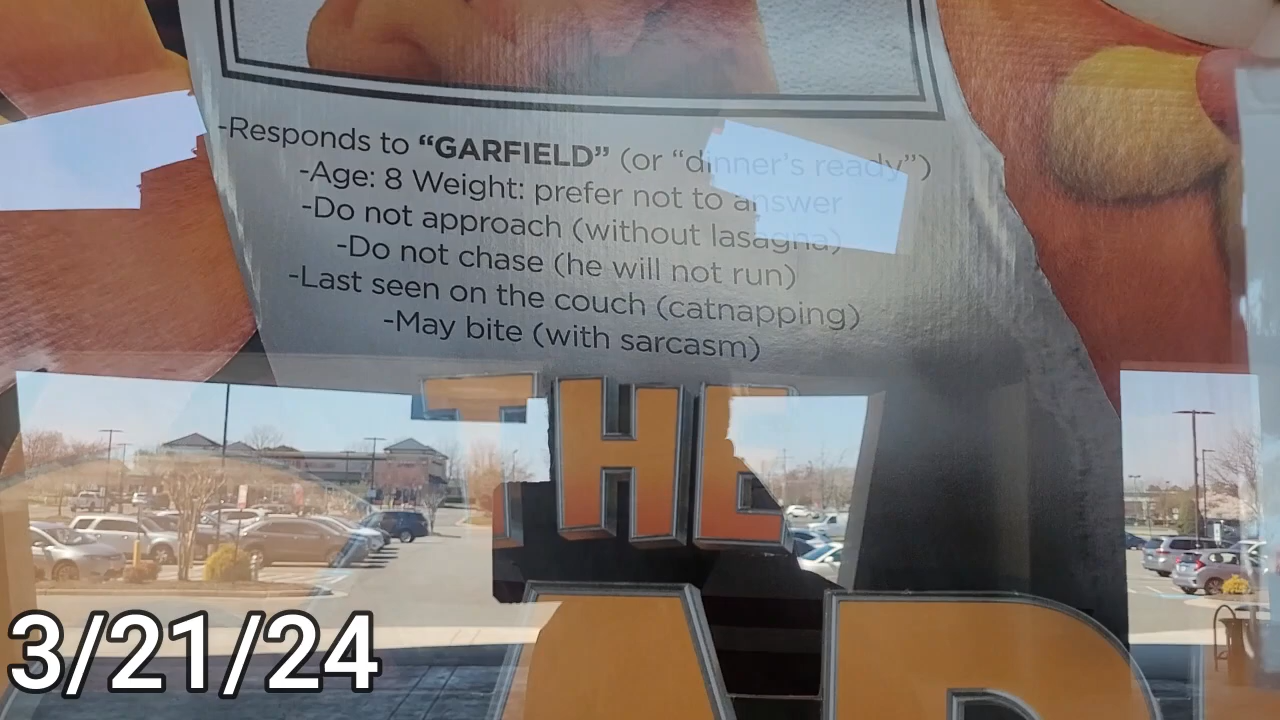 -Responds to “GARFIELD” (or “dinner’s ready”)
-Age: 8 Weight: prefer not to answer
-Do not approach (without lasagna)
-Do not chase (he will not run)
-Last seen on the couch (catnapping)
-May bite (with sarcasm)
THE
3/21/24